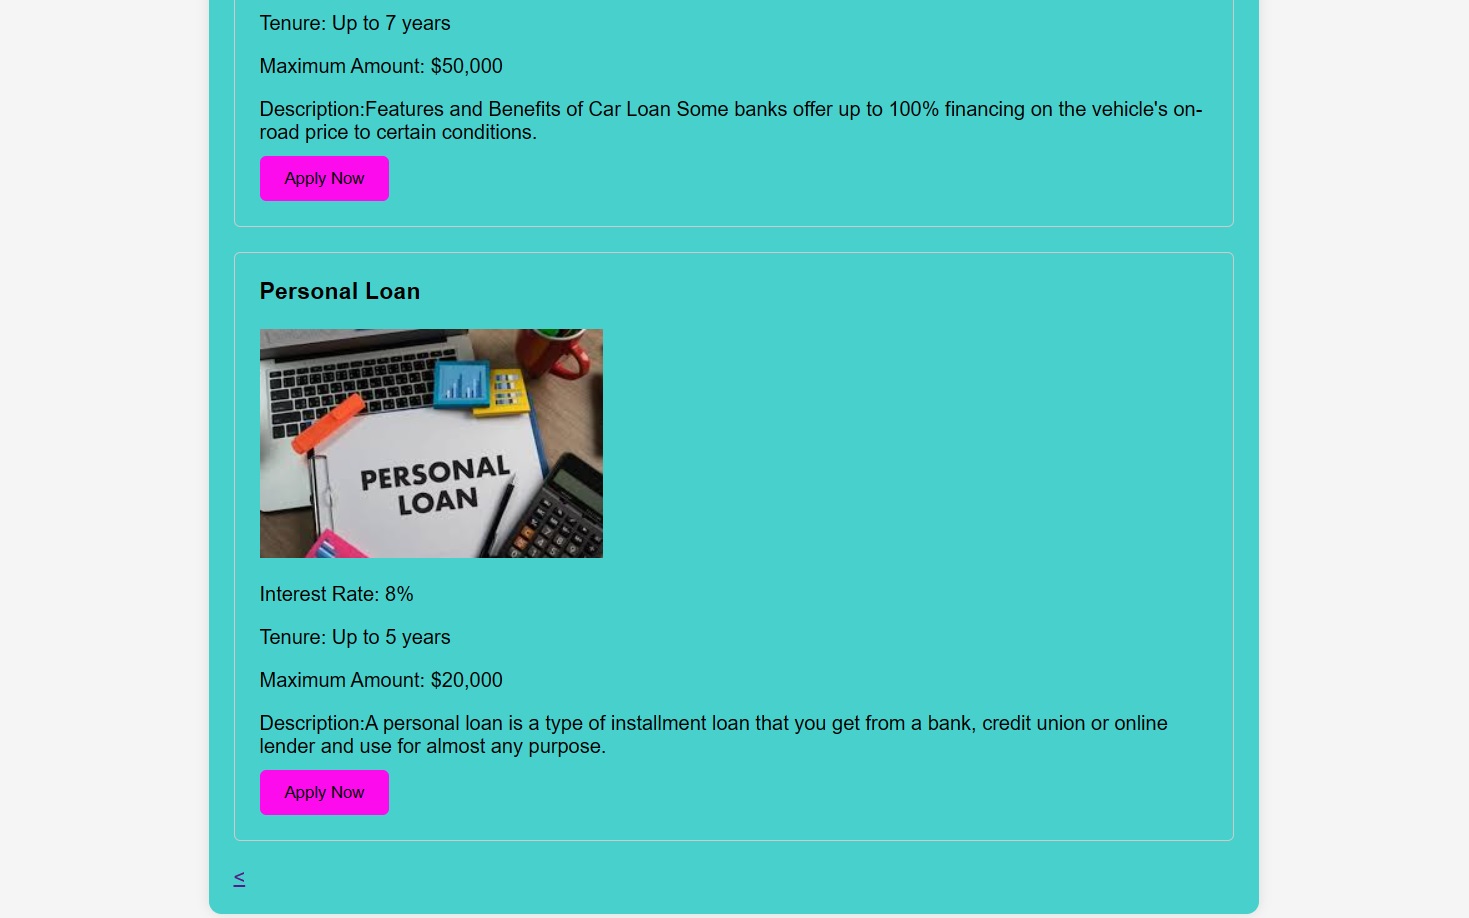 Tenure: Up to 7 years
Maximum Amount: $50,000
Description:Features and Benefits of Car Loan Some banks offer up to 100% financing on the vehicle's on-
road price to certain conditions.
Apply Now
Personal Loan
PERSONAL
LOAN
Interest Rate: 8%
Tenure: Up to 5 years
Maximum Amount: $20,000
Description:A personal loan is a type of installment loan that you get from a bank, credit union or online
lender and use for almost any purpose.
Apply Now
<